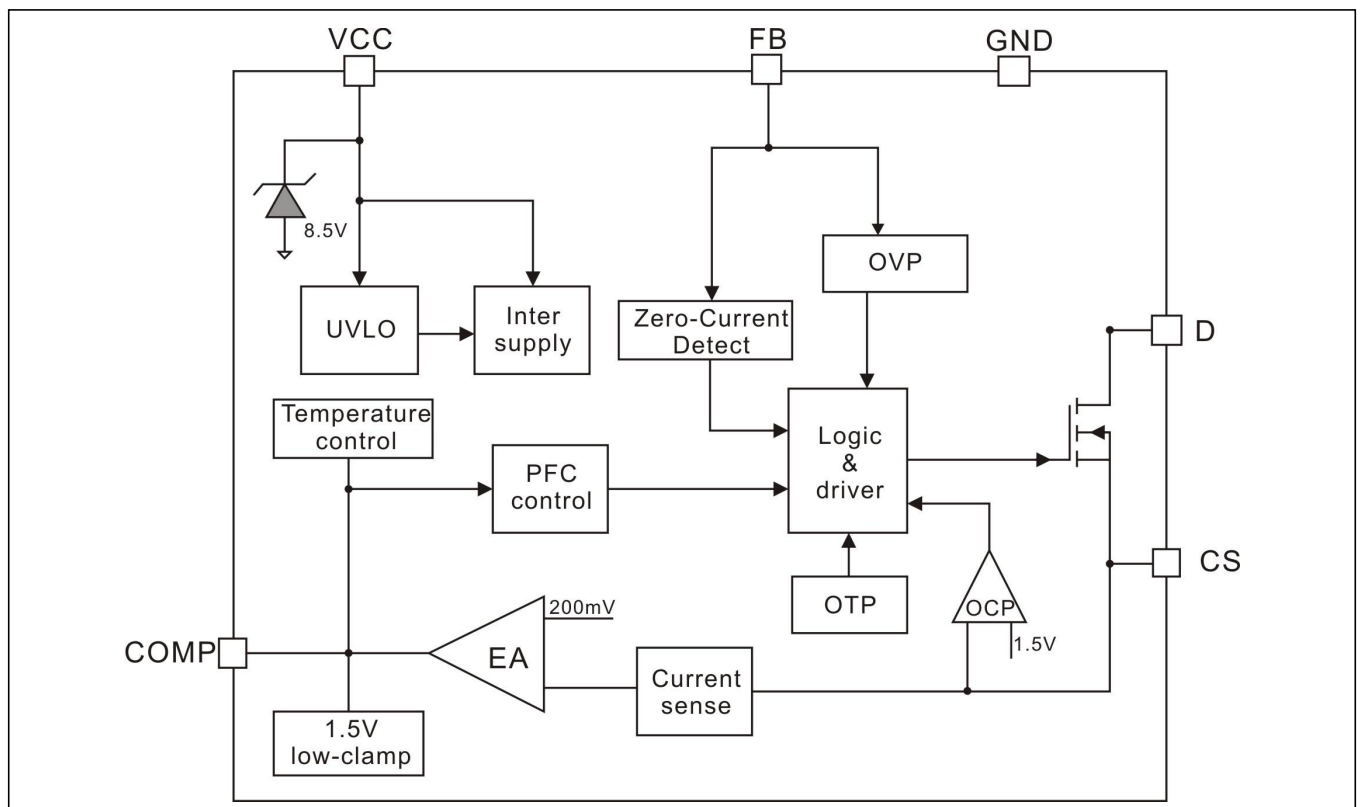 VCC
FB
GND
8.5V
OVP
UVLO
Inter
supply
Zero-Current
Detect
D
Temperature
control
PFC
control
Logic
&
driver
CS
OTP
OCP
1.5V
200mV
COMP
EA
Current
sense
1.5V
low-clamp